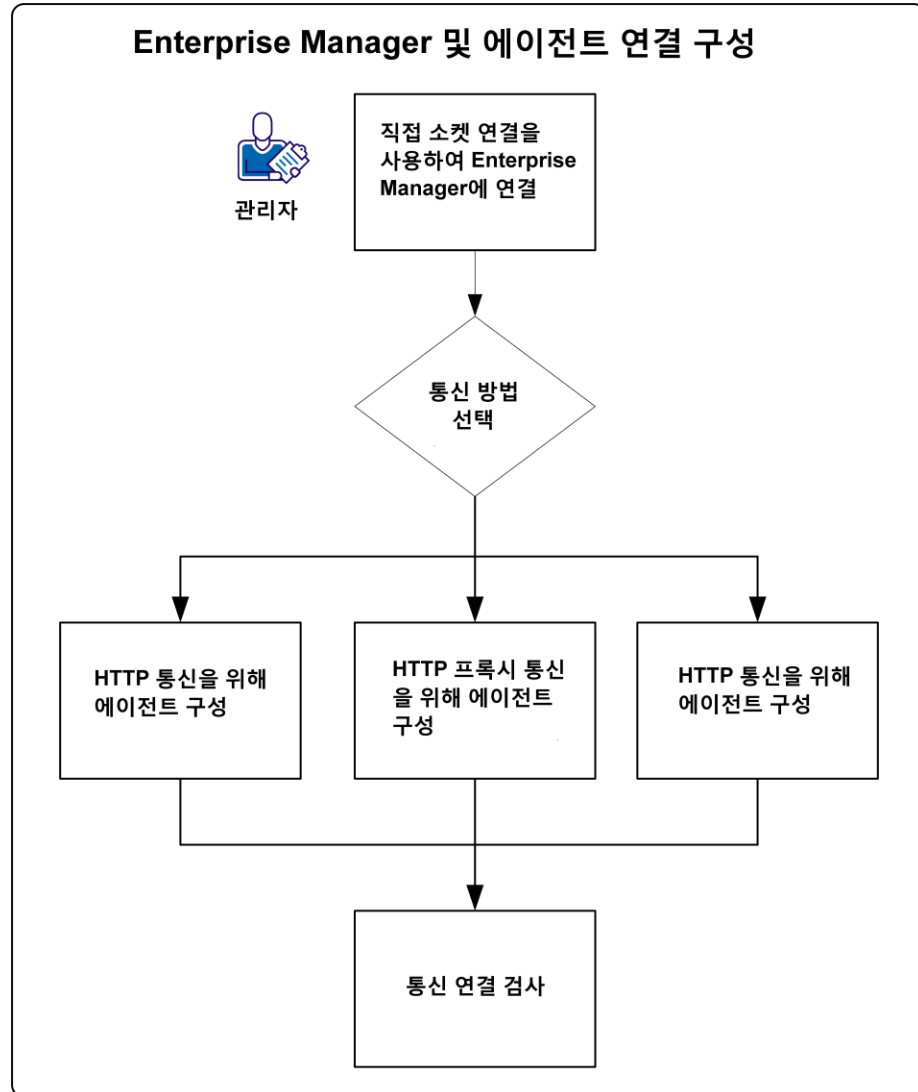 Enterprise Manager 및 에이전트 연결 구성
관리자
직접 소켓 연결을
사용하여 Enterprise
Manager에 연결
통신 방법
선택
HTTP 통신을 위해
에이전트 구성
HTTP 프록시 통신
을 위해 에이전트
구성
HTTP 통신을 위해
에이전트 구성
통신 연결 검사